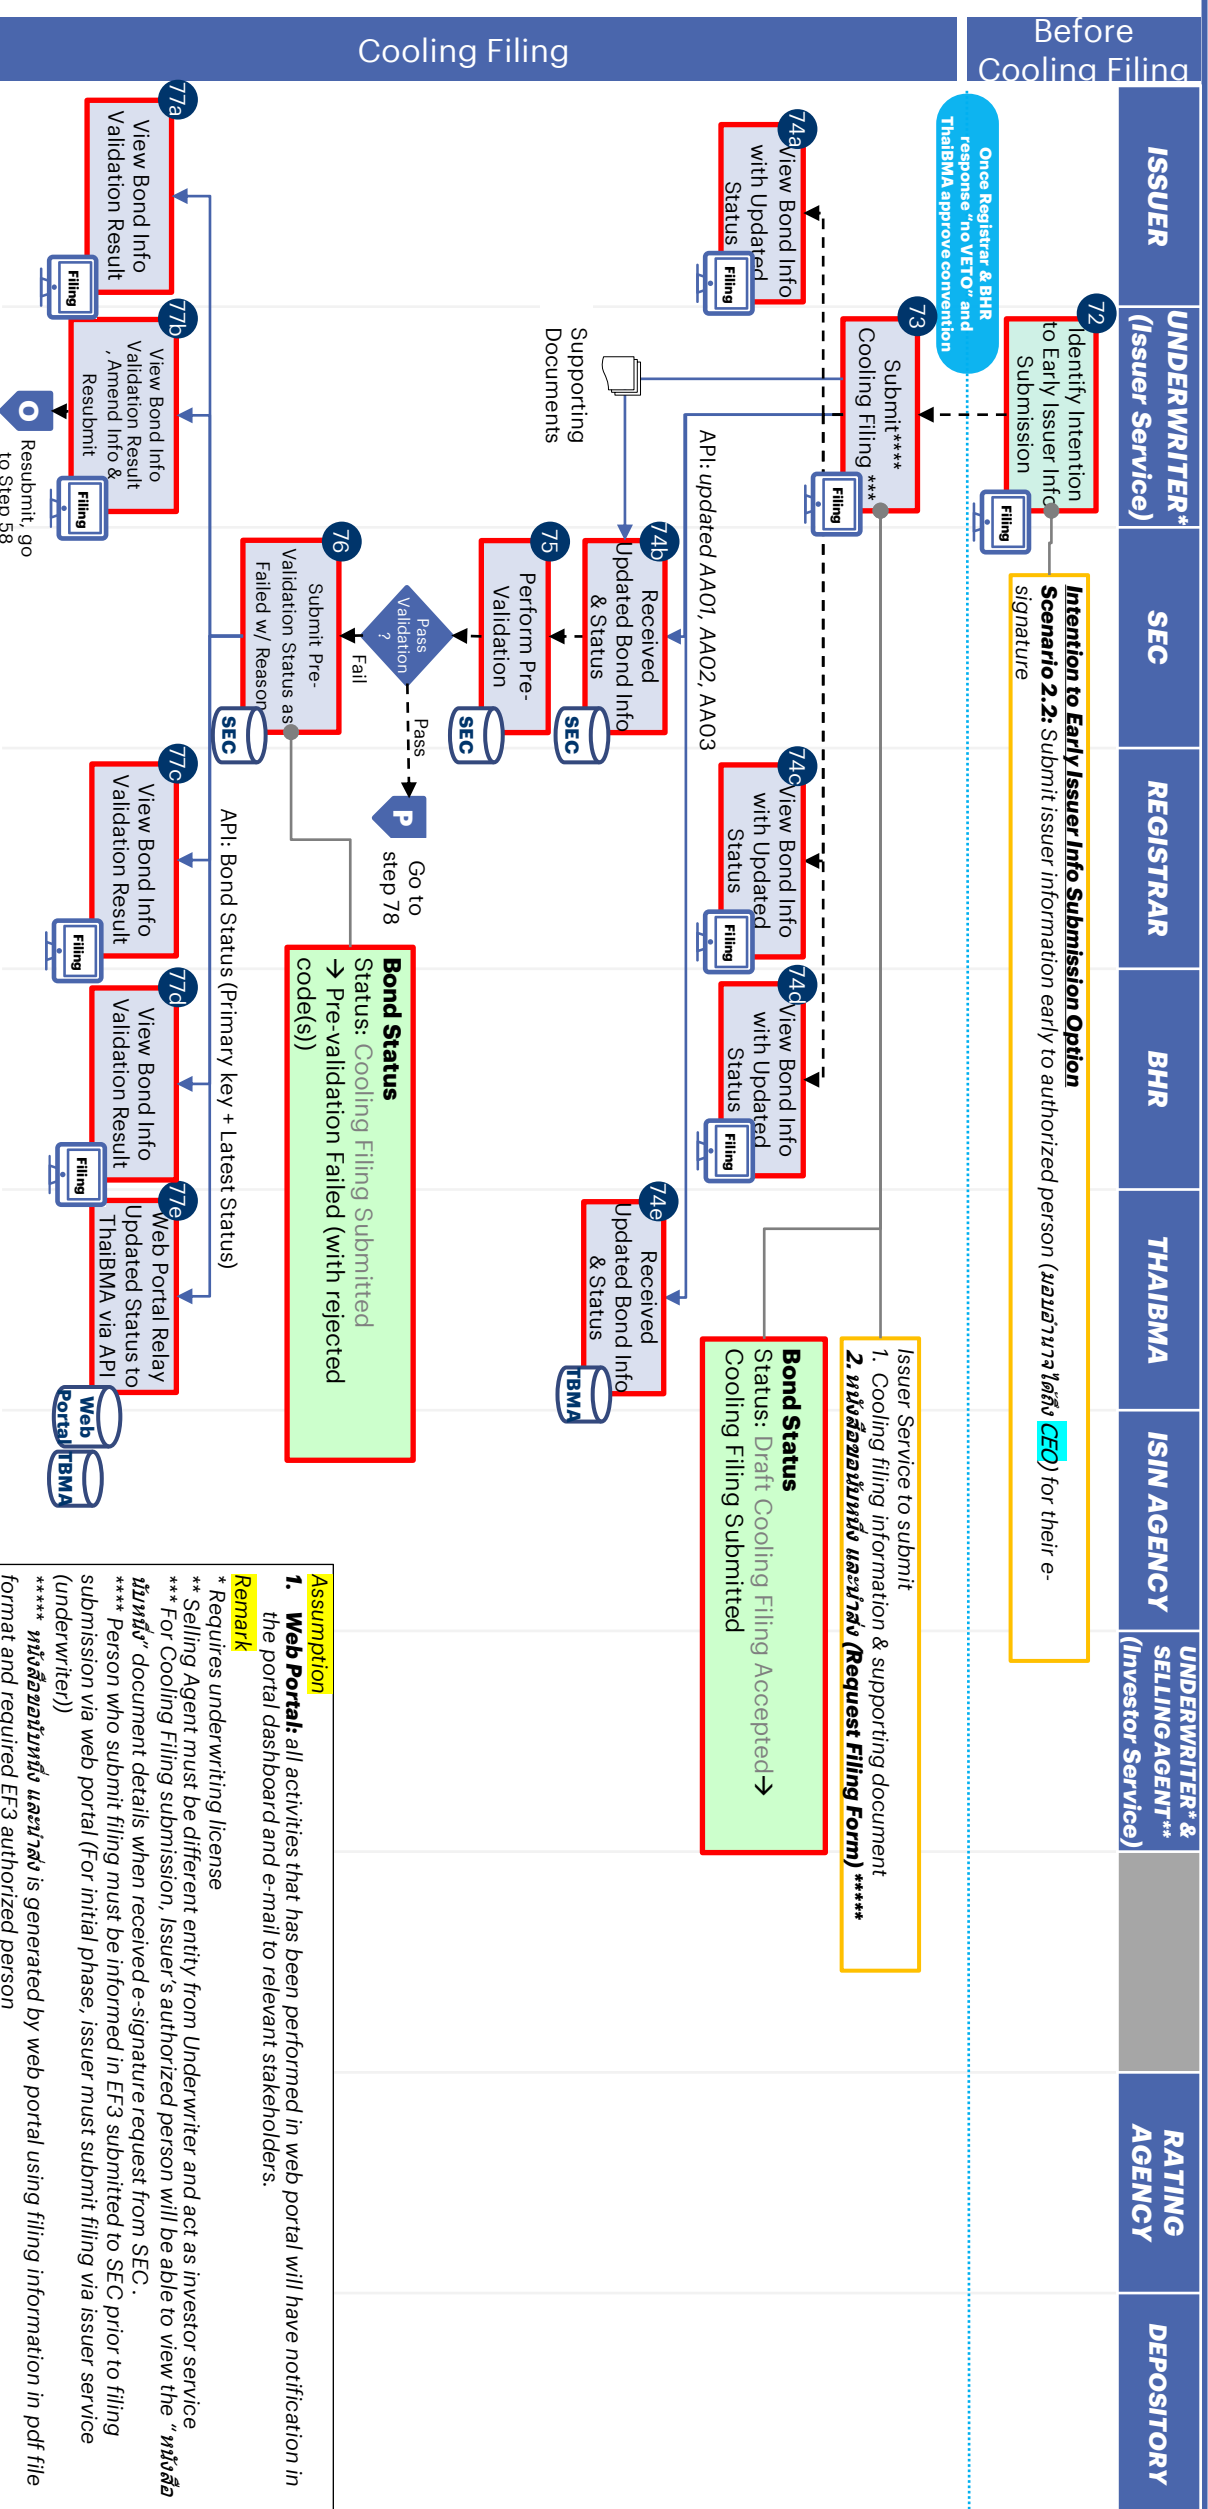 Before
Cooling Filing
Cooling Filing
ISSUER
UNDERWRITER*
(Issuer Service)
SEC
REGISTRAR
BHR
THAIBMA
ISIN AGENCY
UNDERWRITER* &
SELLING AGENT**
(Investor Service)
RATING
AGENCY
DEPOSITORY
72
Identify Intention
to Early Issuer Info
Submission
Filing
Intention to Early Issuer Info Submission Option
Scenario 2.2: Submit issuer information early to authorized person (มอบอำนาจได้ถึง CEO) for their e-
signature
Once Registrar & BHR
response “no VETO” and
ThaiBMA approve convention
73
Submit****
Cooling Filing ***
Filing
Issuer Service to submit
1. Cooling filing information & supporting document
2. หนังสือขอนับหนึ่ง และนำส่ง (Request Filing Form) *****
Bond Status
Status: Draft Cooling Filing Accepted→
Cooling Filing Submitted
74a
View Bond Info
with Updated
Status
Filing
74c
View Bond Info
with Updated
Status
Filing
74d
View Bond Info
with Updated
Status
Filing
API: updated AA01, AA02, AA03
Supporting
Documents
74b
Received
Updated Bond Info
& Status
SEC
74e
Received
Updated Bond Info
& Status
TBMA
75
Perform Pre-
Validation
SEC
Pass
Validation
?
Pass
P
Go to
step 78
Fail
76
Submit Pre-
Validation Status as
Failed w/ Reason
SEC
Bond Status
Status: Cooling Filing Submitted
→ Pre-validation Failed (with rejected
code(s))
API: Bond Status (Primary key + Latest Status)
77a
View Bond Info
Validation Result
Filing
77b
View Bond Info
Validation Result
, Amend Info &
Resubmit
Filing
O
Resubmit, go
to Step 58
77c
View Bond Info
Validation Result
Filing
77d
View Bond Info
Validation Result
Filing
77e
Web Portal Relay
Updated Status to
ThaiBMA via API
Web
Portal
TBMA
Assumption
1. Web Portal: all activities that has been performed in web portal will have notification in
the portal dashboard and e-mail to relevant stakeholders.
Remark
* Requires underwriting license
** Selling Agent must be different entity from Underwriter and act as investor service
*** For Cooling Filing submission, Issuer’s authorized person will be able to view the “หนังสือ
นับหนึ่ง” document details when received e-signature request from SEC .
**** Person who submit filing must be informed in EF3 submitted to SEC prior to filing
submission via web portal (For initial phase, issuer must submit filing via issuer service
(underwriter))
***** หนังสือขอนับหนึ่ง และนำส่ง is generated by web portal using filing information in pdf file
format and required EF3 authorized person